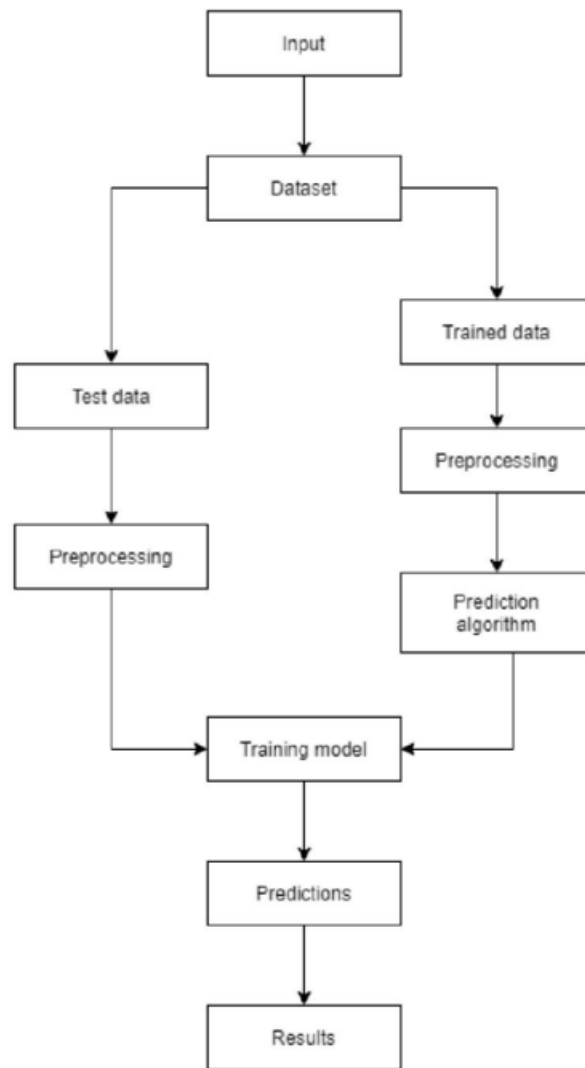 Input
Dataset
Trained data
Test data
Preprocessing
Preprocessing
Prediction
algorithm
Training model
Predictions
Results